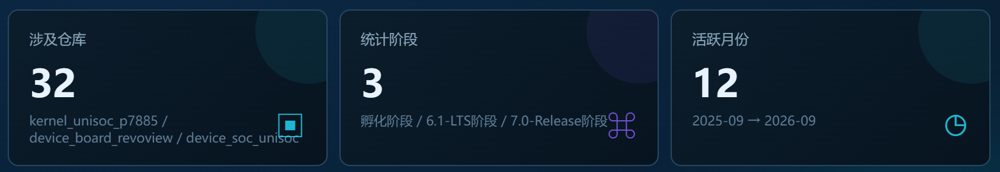 涉及仓库
32
kernel_unisoc_p7885 /
device_board_revoview / device_soc_unisoc
统计阶段
3
孵化阶段 / 6.1-LTS阶段 / 7.0-Release阶段
活跃月份
12
2025-09 → 2026-09